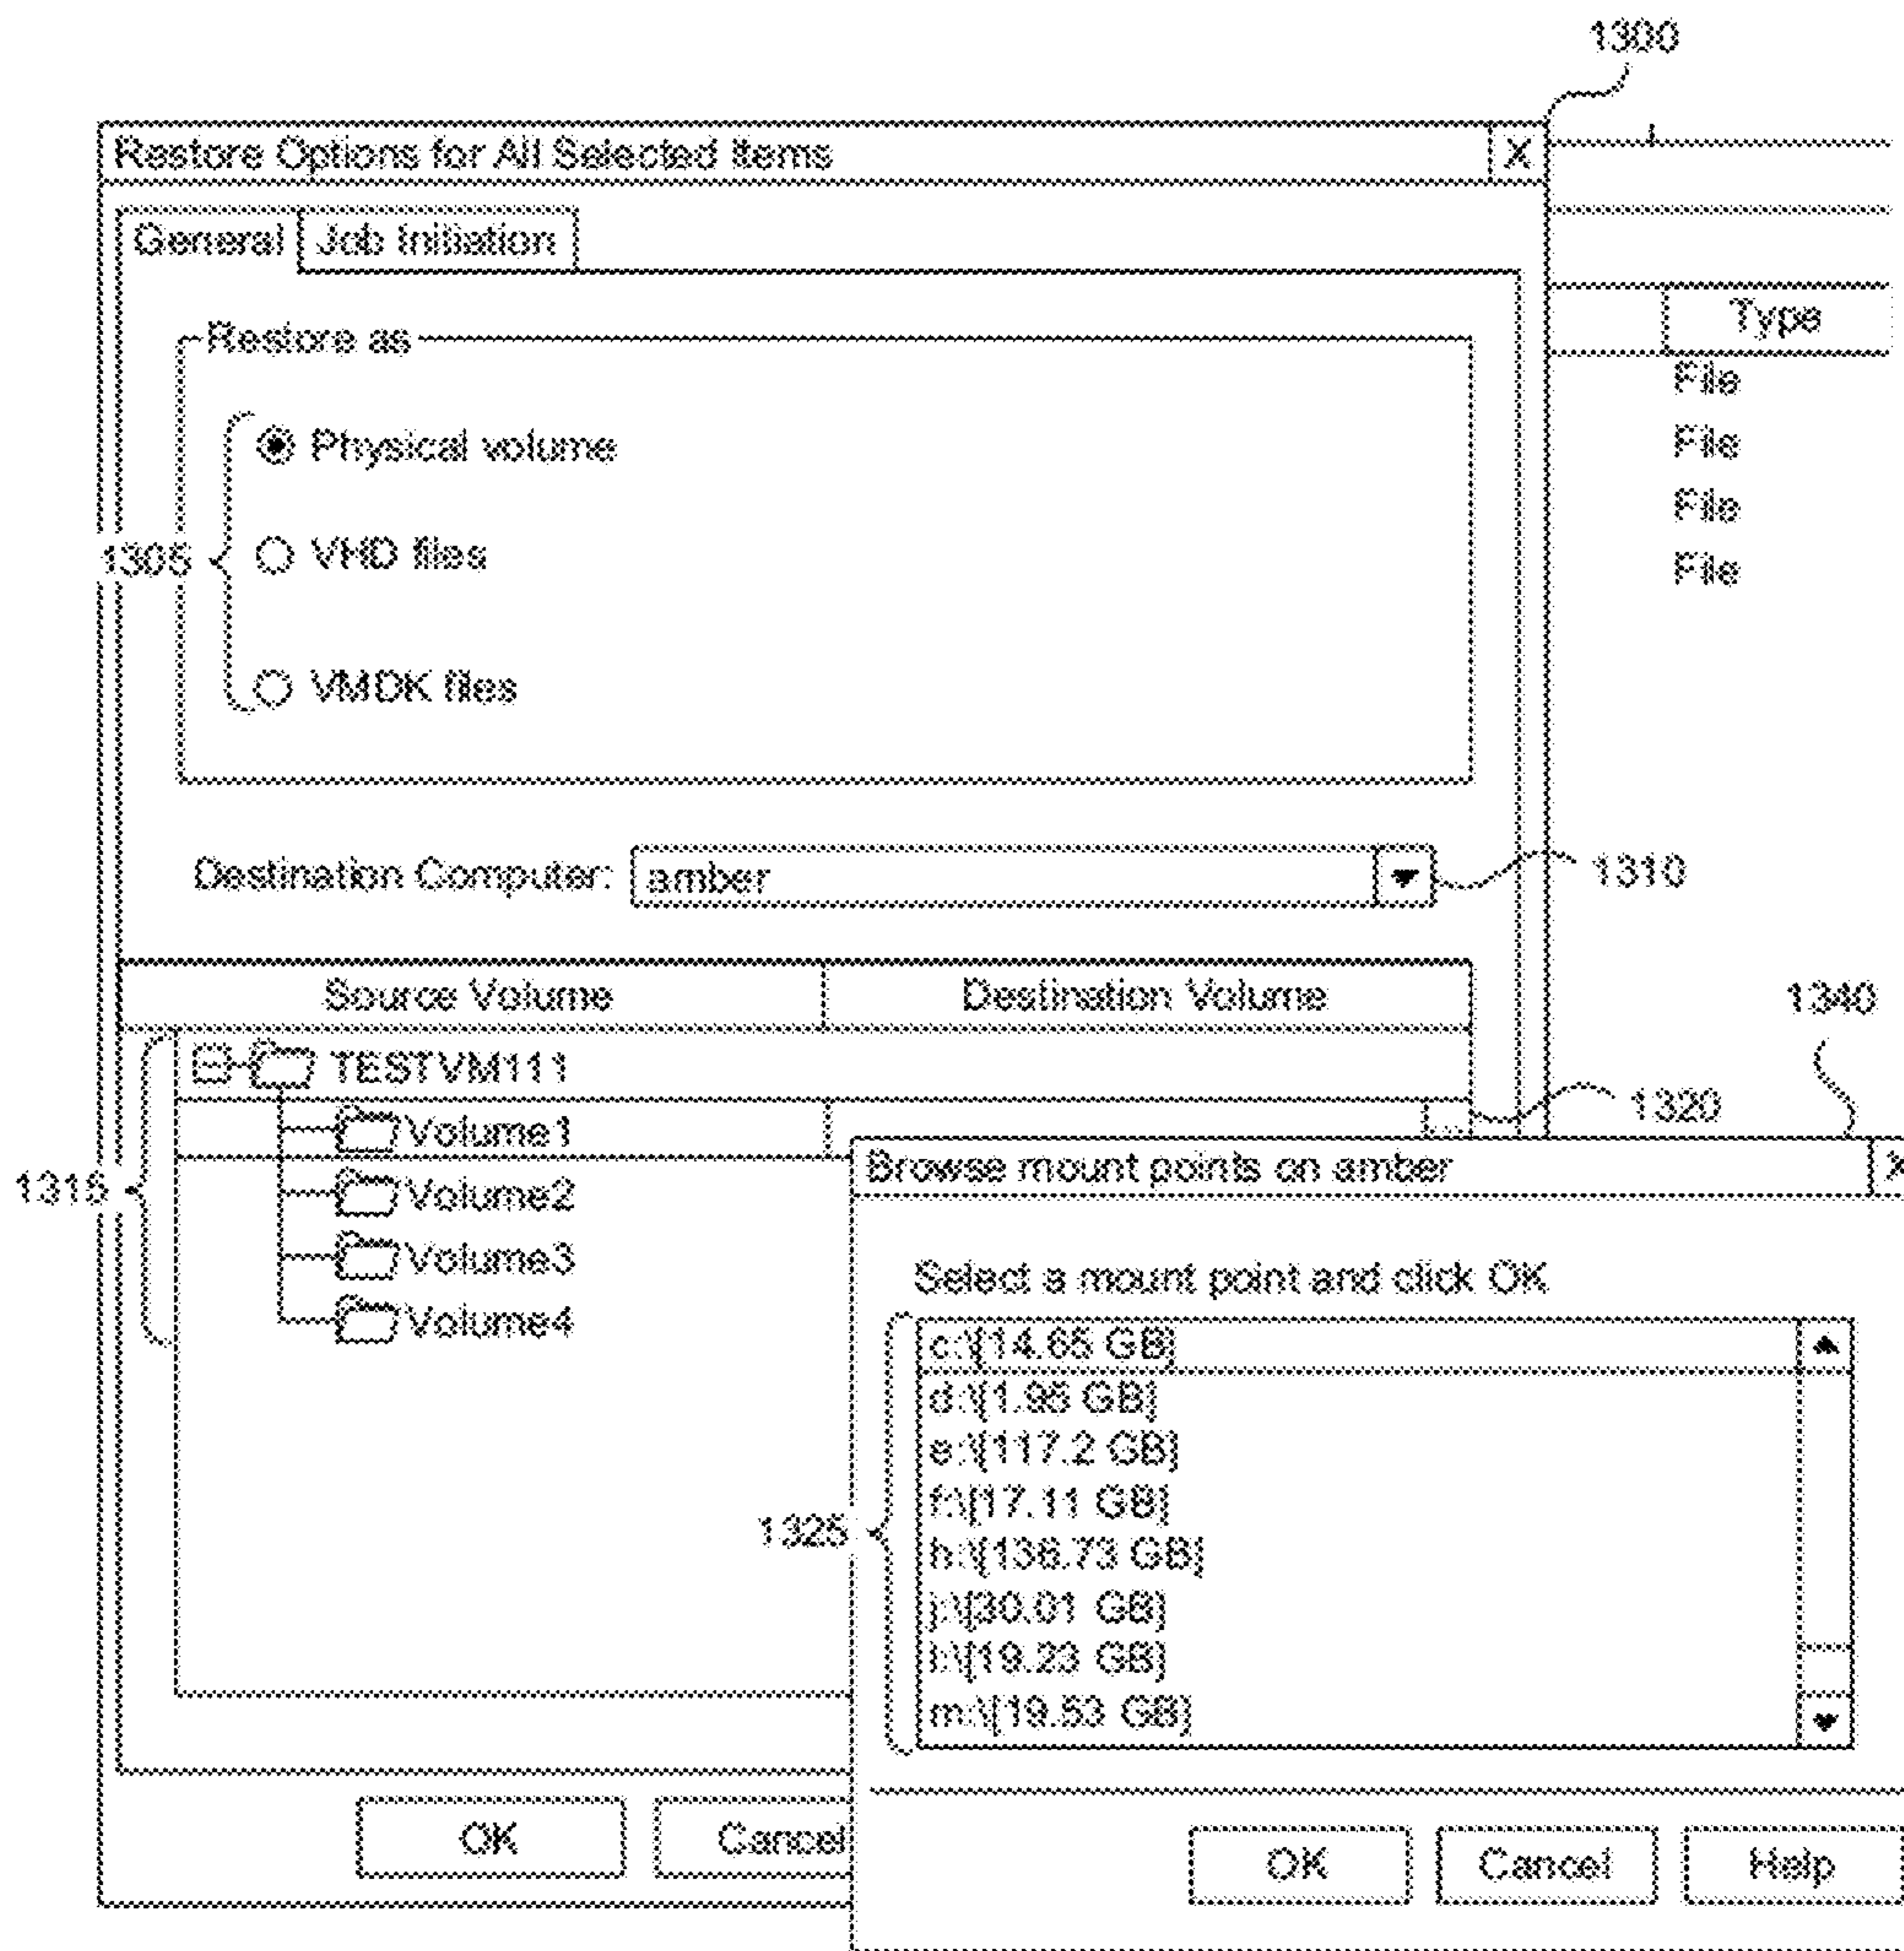 1300
Restore Options for All Selected Items X
General Job Initiation
Type
Restore as
File
File
File
File
1305
Physical volume
VHD files
VMDK files
Destination Computer: amber
1310
Source Volume Destination Volume
1340
TESTVM111
1320
1315
Volume1 ...
Volume2
Volume3
Volume4
Browse mount points on amber X
Select a mount point and click OK
1325
c:\[14.65 GB]
d:\[1.95 GB]
e:\[117.2 GB]
f:\[17.11 GB]
h:\[136.73 GB]
j:\[30.01 GB]
l:\[19.23 GB]
m:\[19.53 GB]
OK Cancel
OK Cancel Help